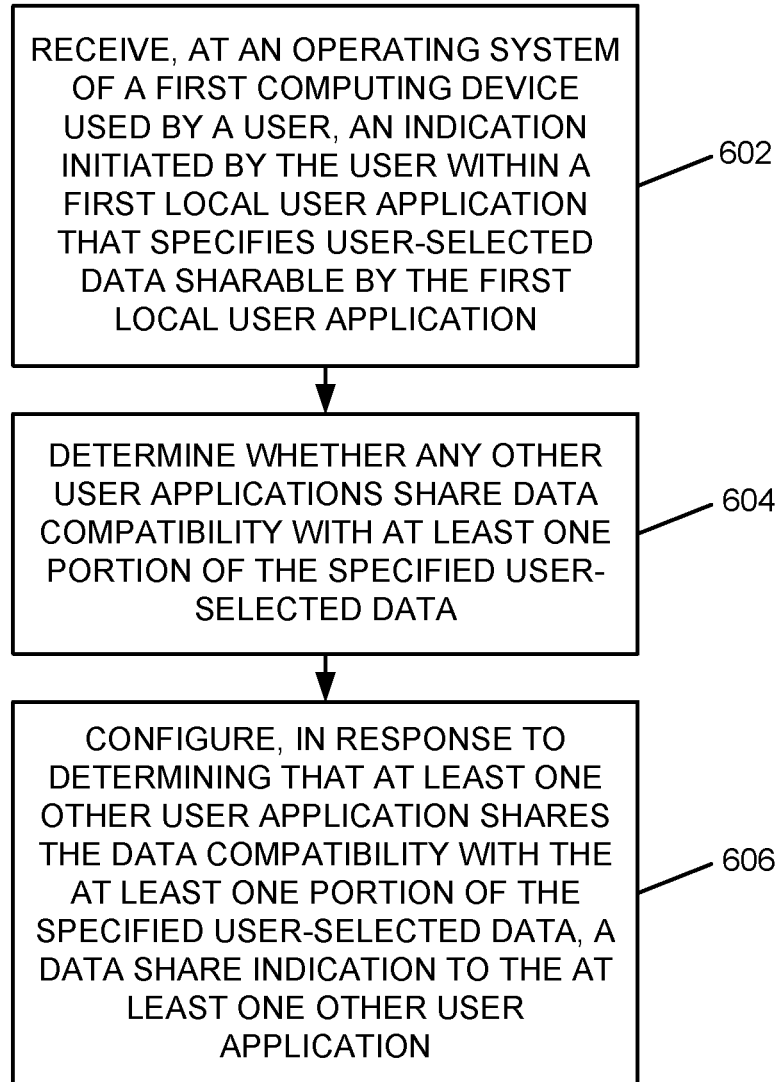 RECEIVE, AT AN OPERATING SYSTEM
OF A FIRST COMPUTING DEVICE
USED BY A USER, AN INDICATION
INITIATED BY THE USER WITHIN A
FIRST LOCAL USER APPLICATION
THAT SPECIFIES USER-SELECTED
DATA SHARABLE BY THE FIRST
LOCAL USER APPLICATION
602
DETERMINE WHETHER ANY OTHER
USER APPLICATIONS SHARE DATA
COMPATIBILITY WITH AT LEAST ONE
PORTION OF THE SPECIFIED USER-
SELECTED DATA
604
CONFIGURE, IN RESPONSE TO
DETERMINING THAT AT LEAST ONE
OTHER USER APPLICATION SHARES
THE DATA COMPATIBILITY WITH THE
AT LEAST ONE PORTION OF THE
SPECIFIED USER-SELECTED DATA, A
DATA SHARE INDICATION TO THE AT
LEAST ONE OTHER USER
APPLICATION
606